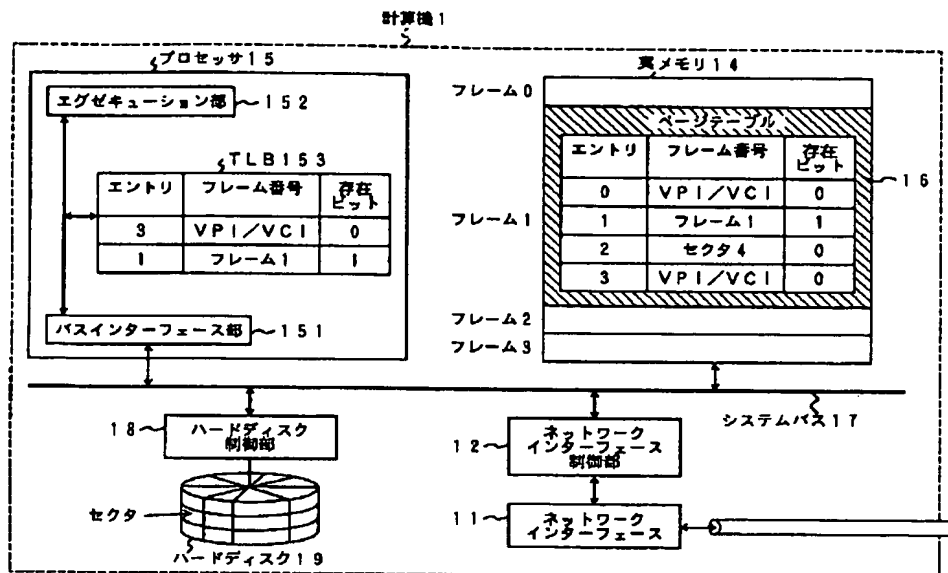 計算機1
プロセッサ15
エグゼキューション部
152
TLB153
エントリ フレーム番号 存在ビット
3 VPI/VCI 0
1 フレーム1 1
バスインターフェース部
151
実メモリ14
フレーム0
ページテーブル
エントリ フレーム番号 存在ビット
0 VPI/VCI 0
1 フレーム1 1
2 セクタ4 0
3 VPI/VCI 0
16
フレーム1
フレーム2
フレーム3
システムバス17
18
ハードディスク
制御部
セクタ
ハードディスク19
12
ネットワーク
インターフェース
制御部
11
ネットワーク
インターフェース